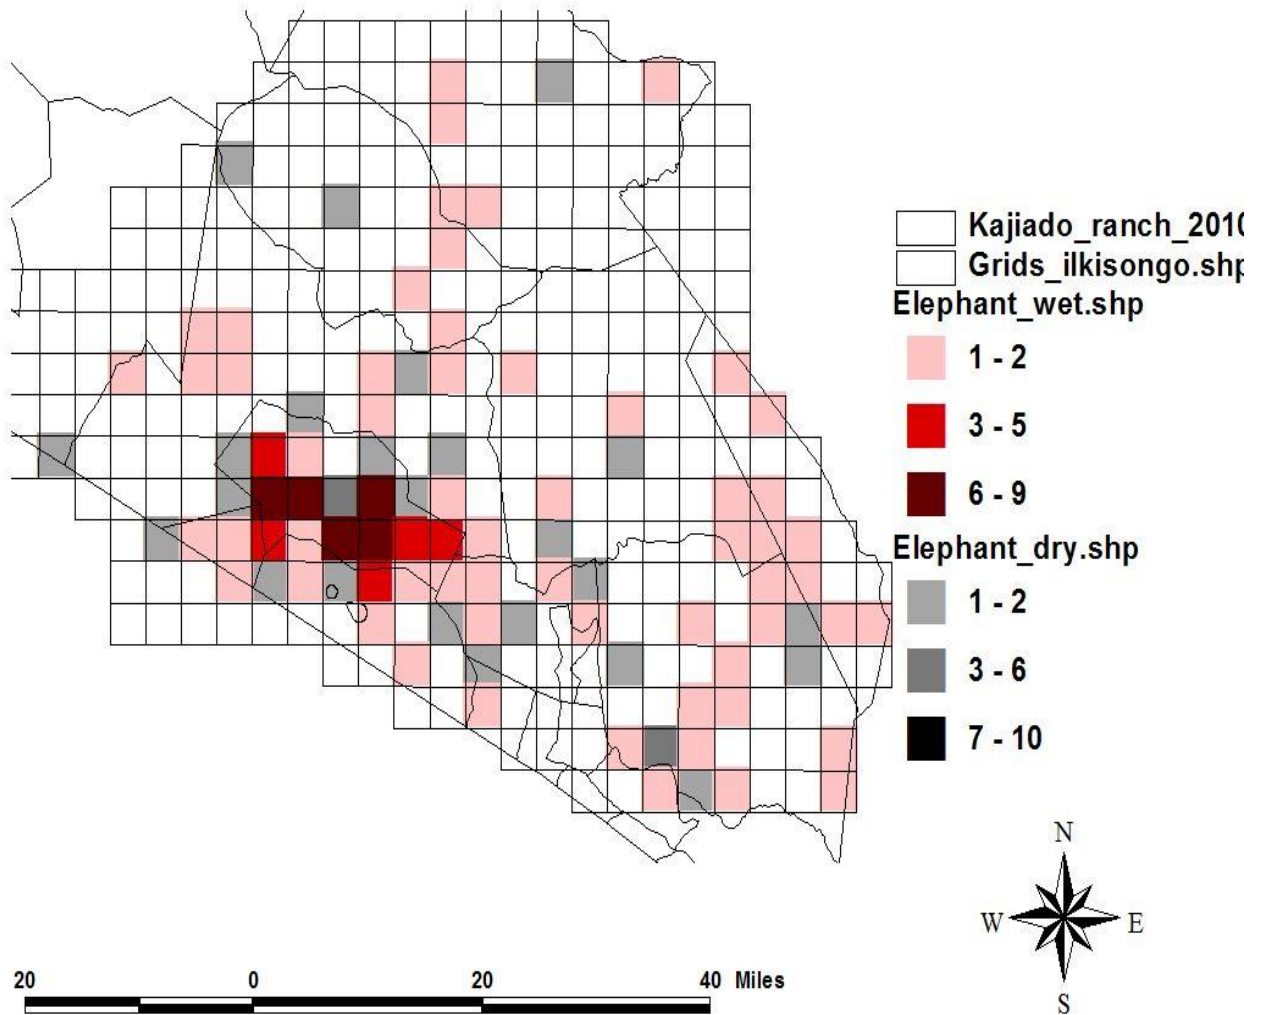 Kajiado_ranch_2010
Grids_ilkisongo.shp
Elephant_wet.shp
1 - 2
3 - 5
6 - 9
Elephant_dry.shp
1 - 2
3 - 6
7 - 10
N
W E
S
20 0 20 40 Miles